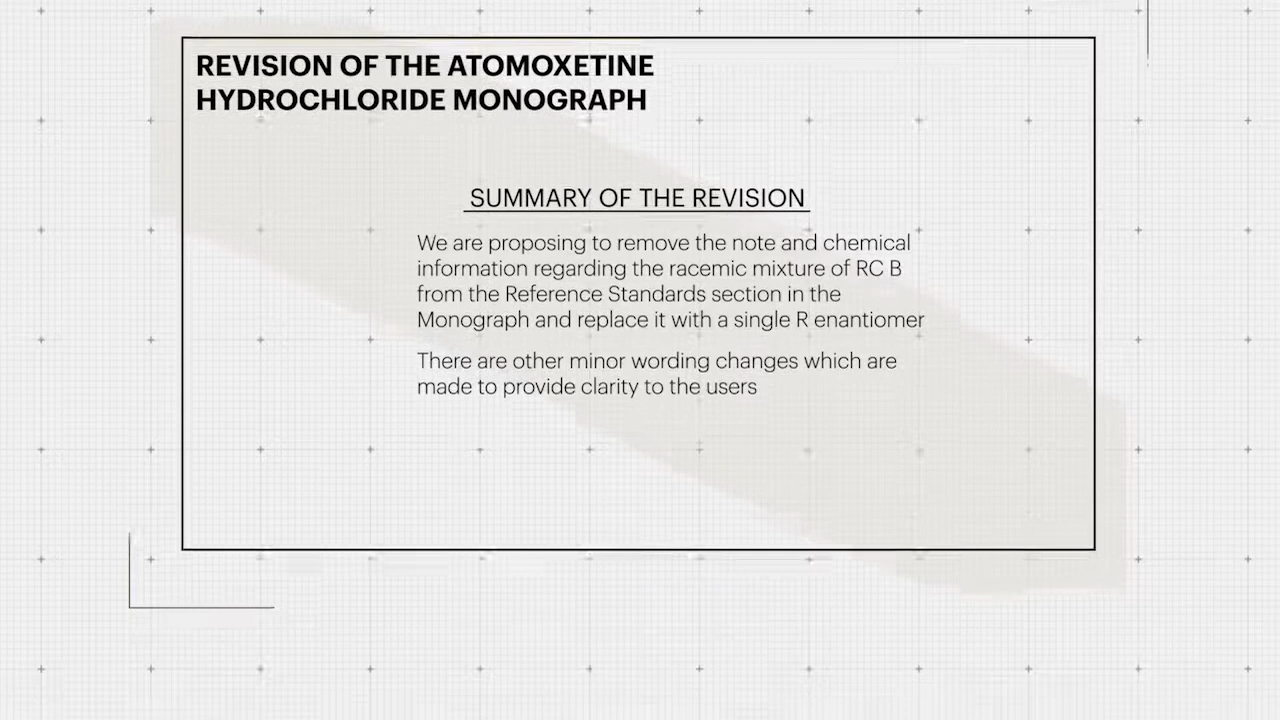 REVISION OF THE ATOMOXETINE
HYDROCHLORIDE MONOGRAPH
SUMMARY OF THE REVISION
We are proposing to remove the note and chemical
information regarding the racemic mixture of RC B
from the Reference Standards section in the
Monograph and replace it with a single R enantiomer
There are other minor wording changes which are
made to provide clarity to the users